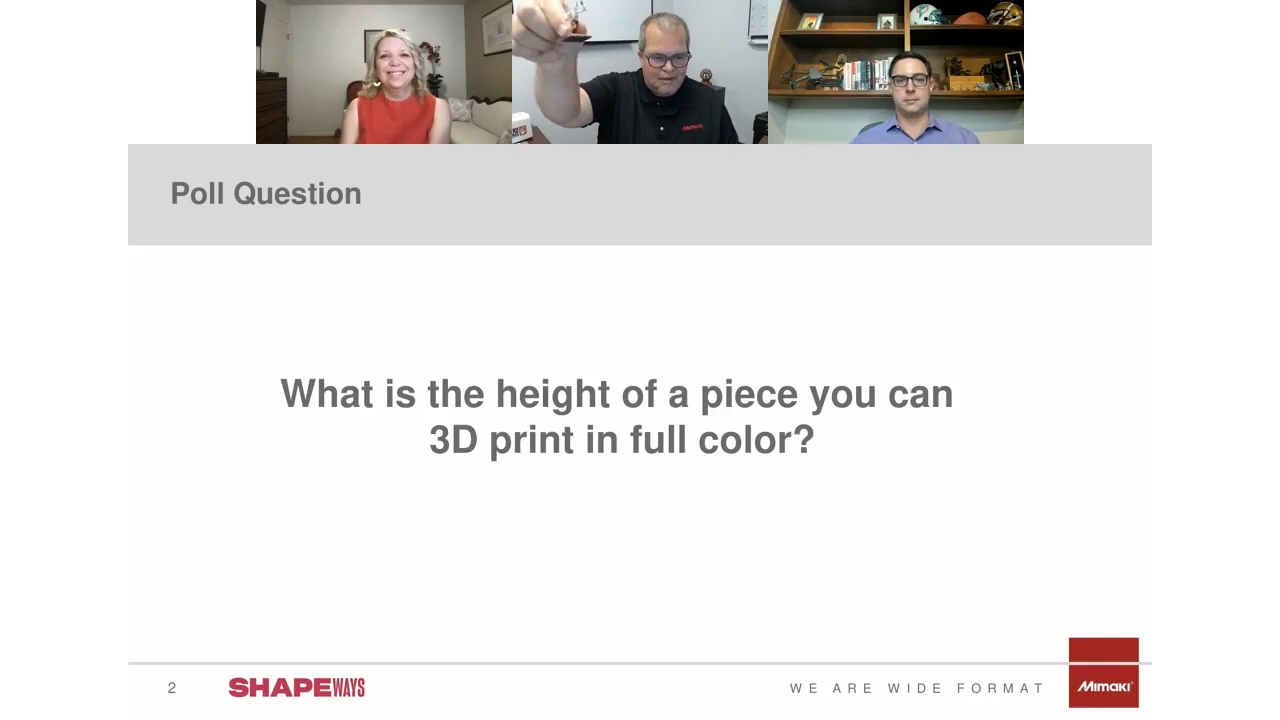 Mimaki
Poll Question
What is the height of a piece you can
3D print in full color?
2
SHAPEWAYS
WE ARE WIDE FORMAT
Mimaki